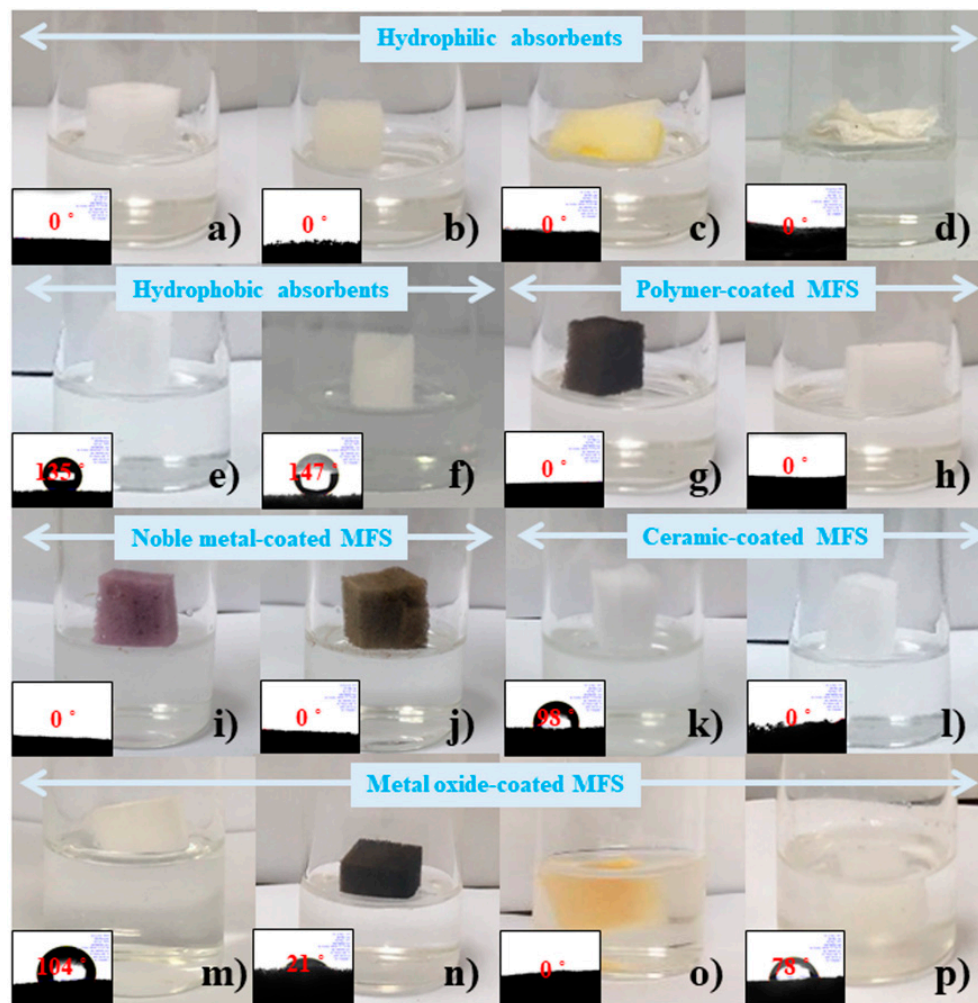 Hydrophilic absorbents
0 °
a)
0 °
b)
0 °
c)
0 °
d)
Hydrophobic absorbents
Polymer-coated MFS
135 °
e)
147 °
f)
0 °
g)
0 °
h)
Noble metal-coated MFS
Ceramic-coated MFS
0 °
i)
0 °
j)
98 °
k)
0 °
l)
Metal oxide-coated MFS
104 °
m)
21 °
n)
0 °
o)
78 °
p)